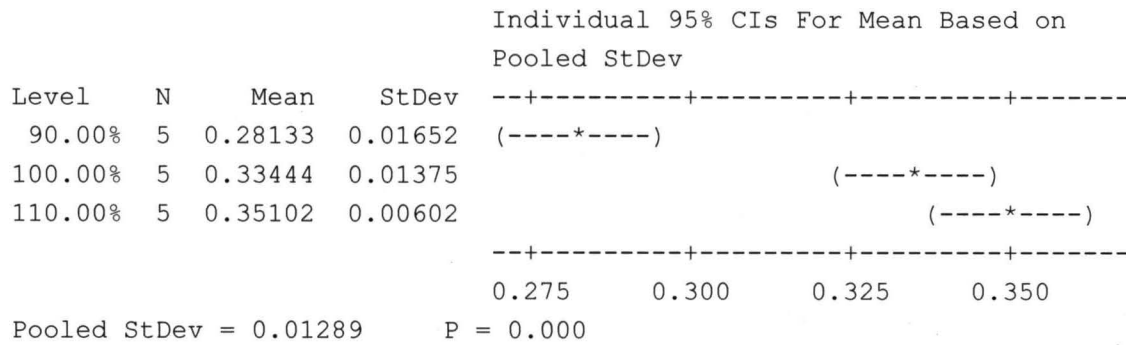 Individual 95% CIs For Mean Based on
Pooled StDev
Level     N     Mean    StDev  --+---------+---------+---------+-------
 90.00%  5  0.28133  0.01652  (----*----)
100.00%  5  0.33444  0.01375                      (----*----)
110.00%  5  0.35102  0.00602                            (----*----)
--+---------+---------+---------+-------
0.275     0.300     0.325     0.350
Pooled StDev = 0.01289     P = 0.000